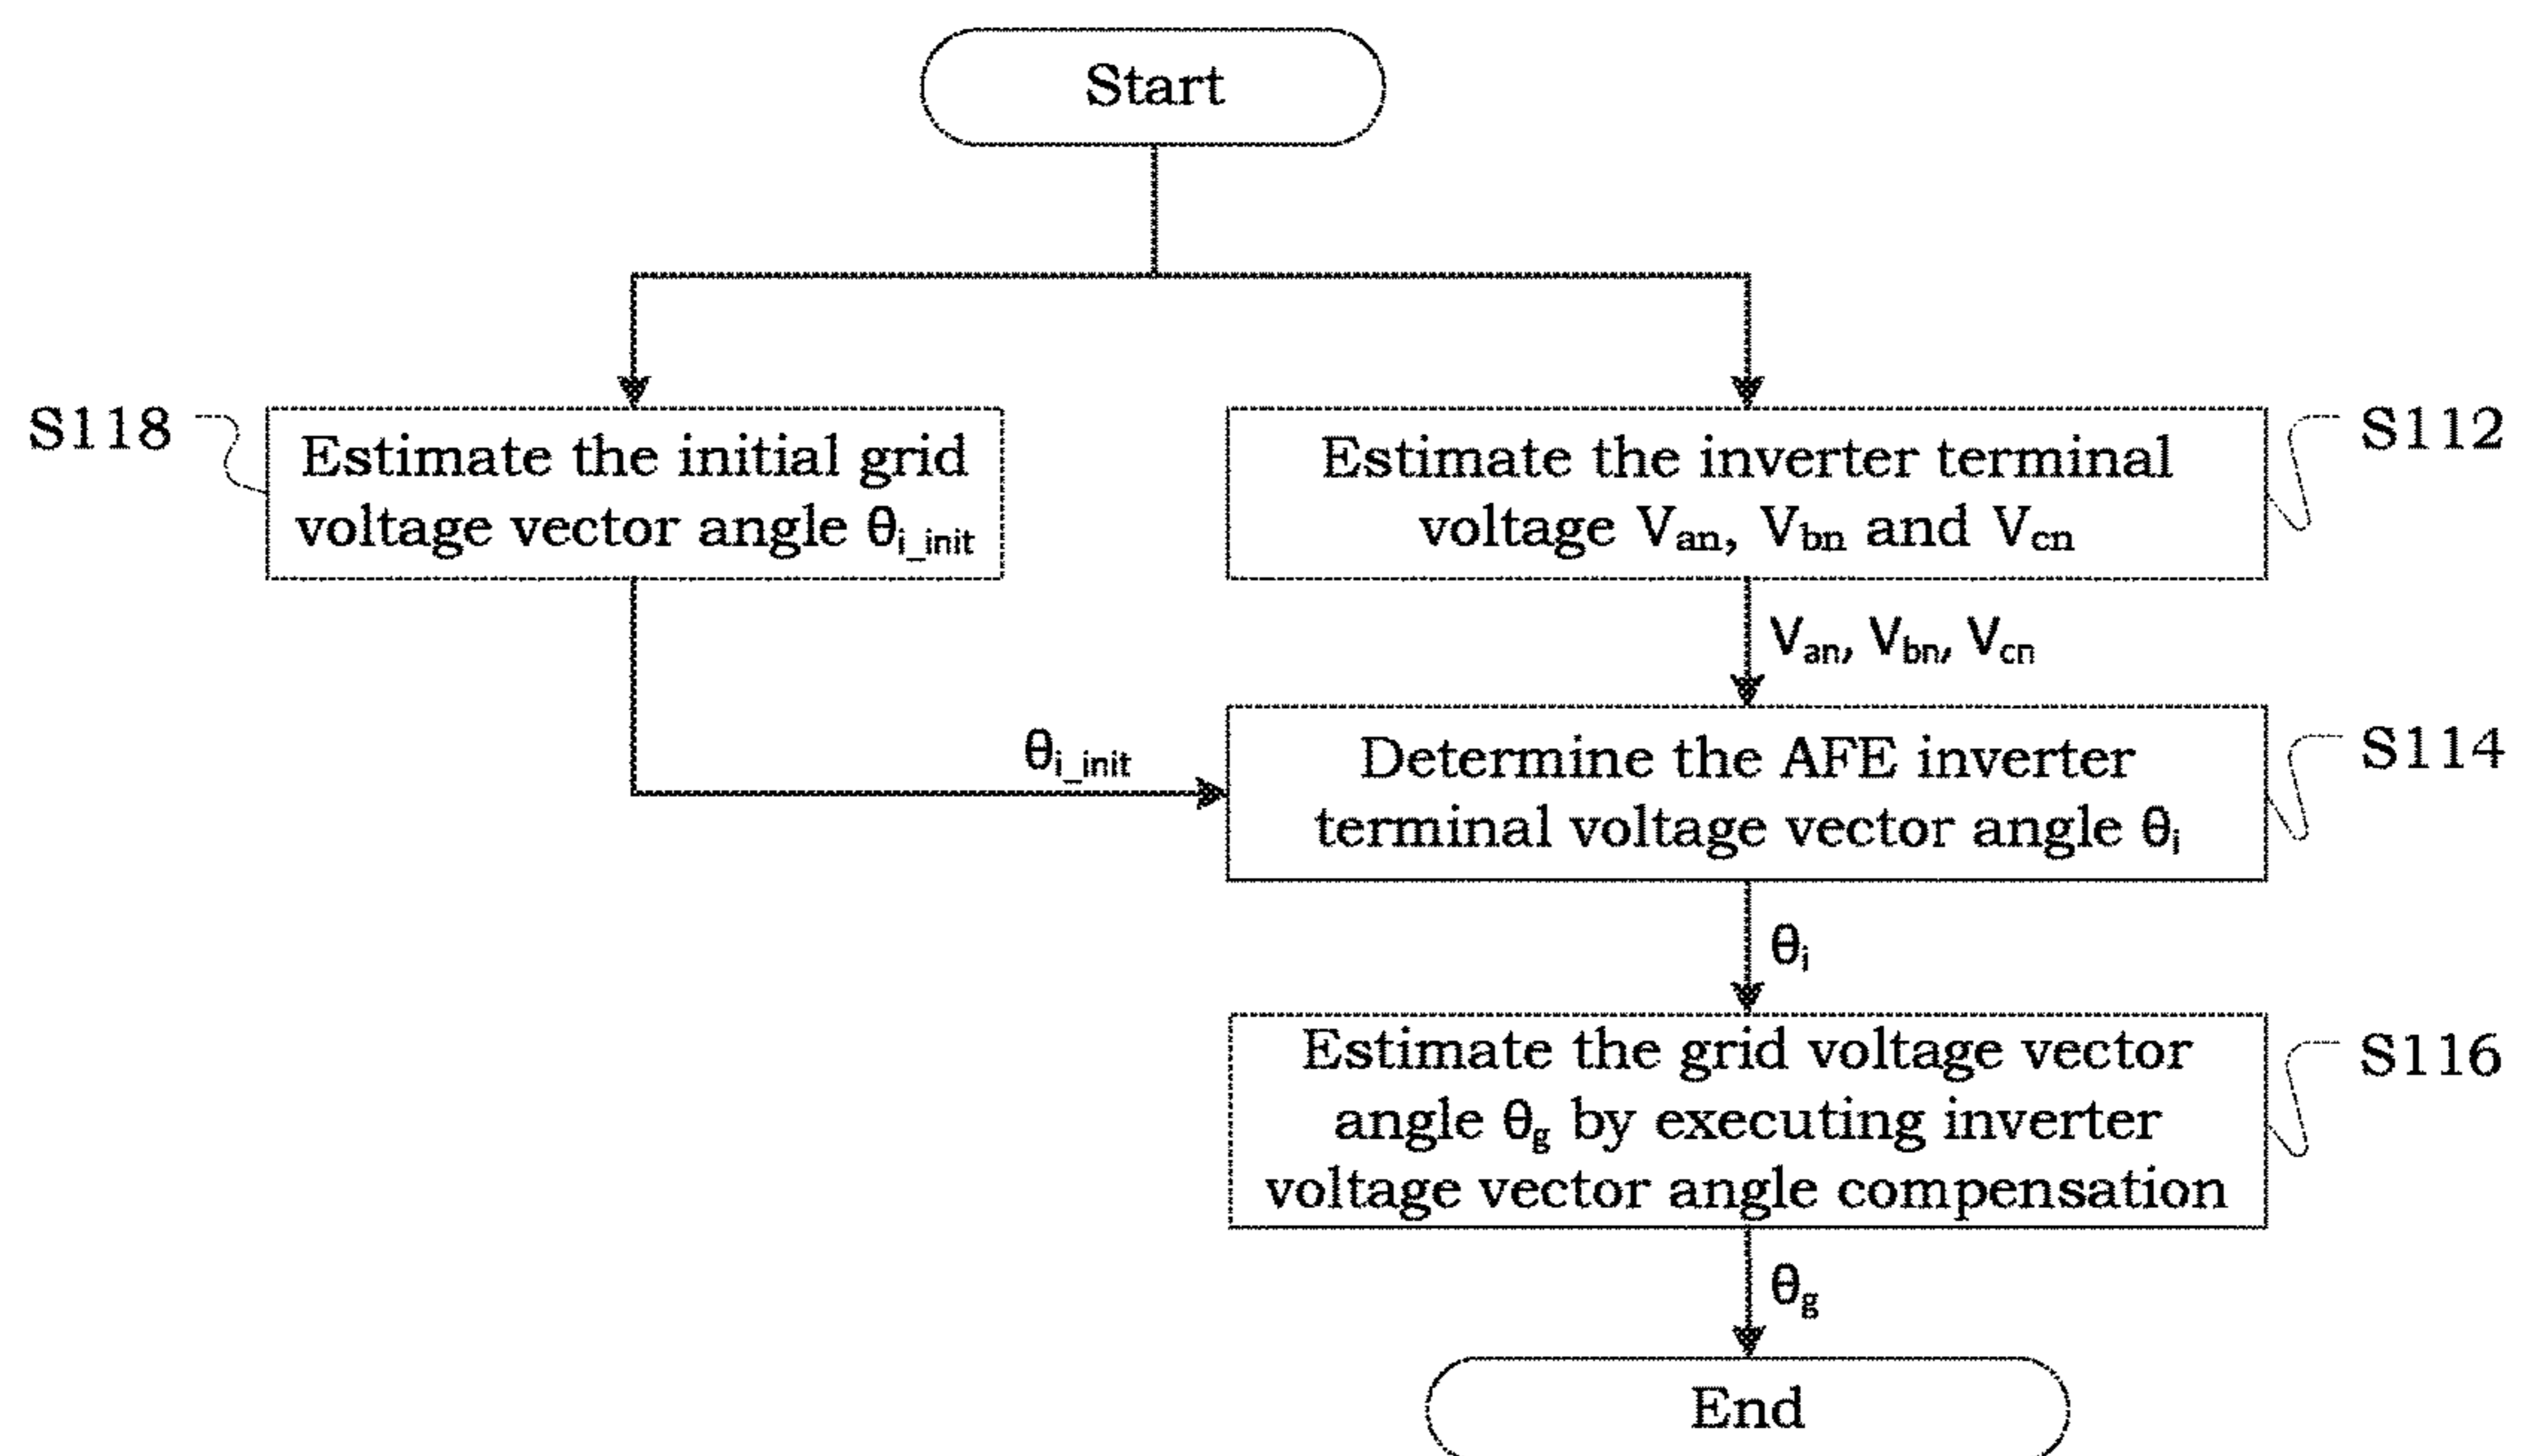 Start
S118
Estimate the initial grid
voltage vector angle θi_init
Estimate the inverter terminal
voltage Van, Vbn and Vcn
S112
Van, Vbn, Vcn
θi_init
Determine the AFE inverter
terminal voltage vector angle θi
S114
θi
Estimate the grid voltage vector
angle θg by executing inverter
voltage vector angle compensation
S116
θg
End